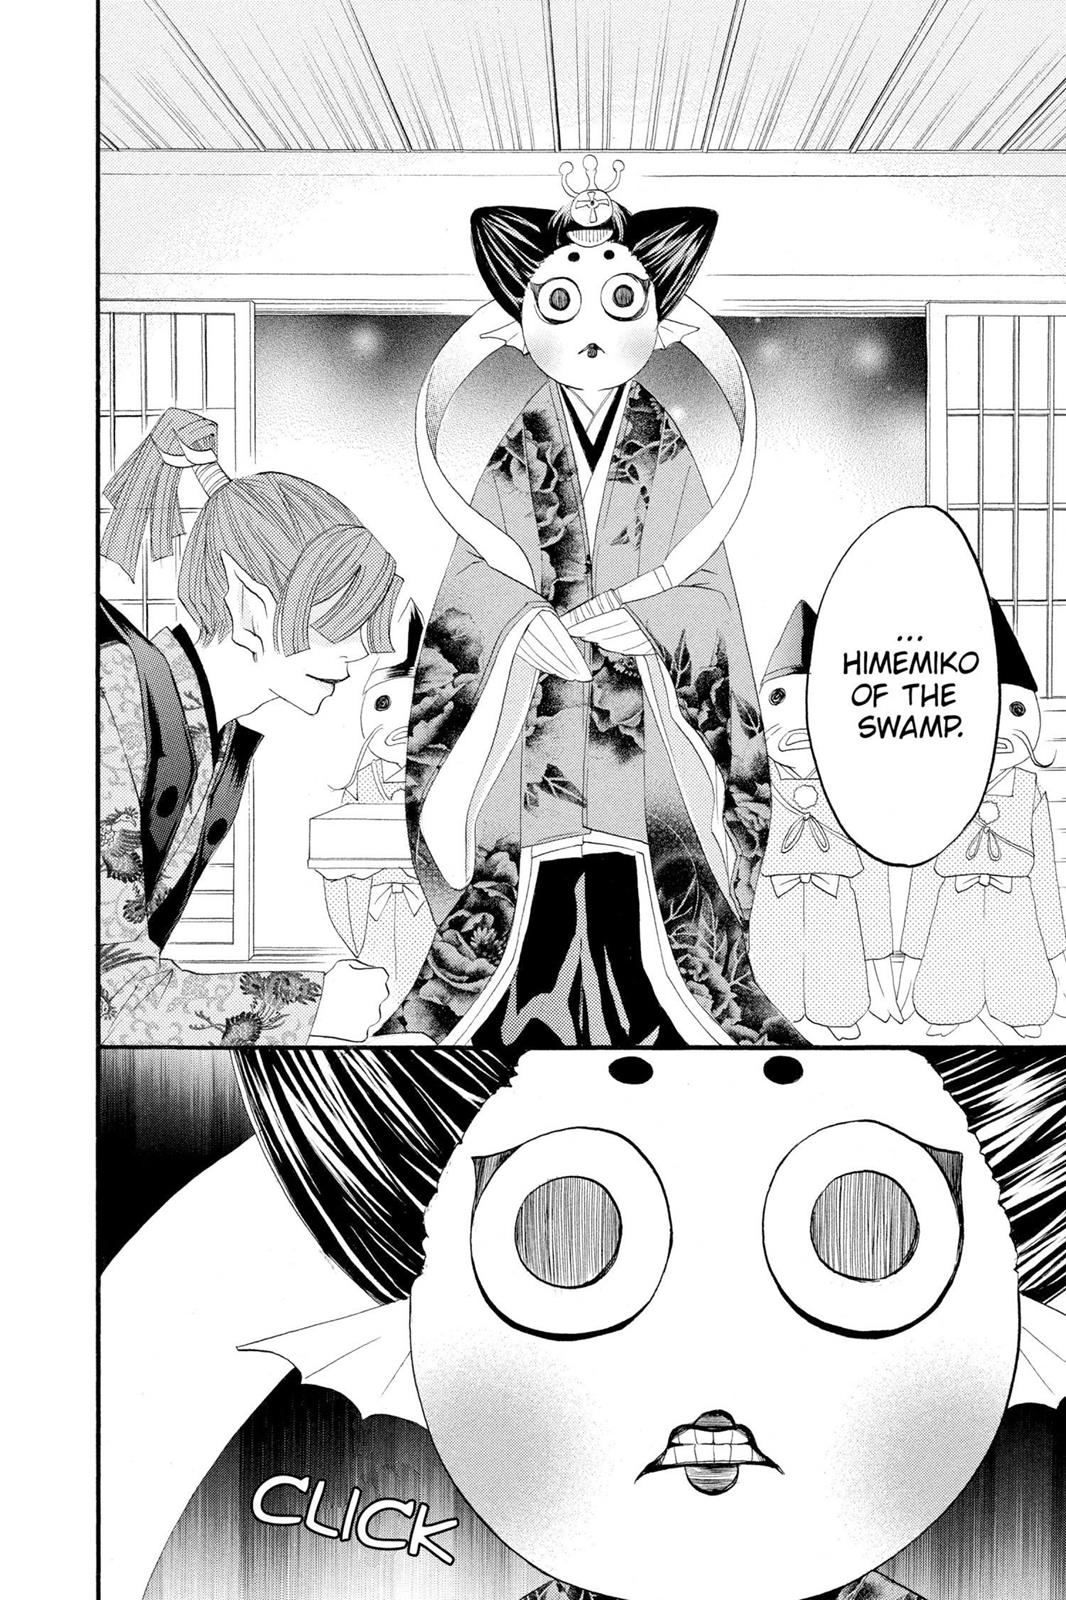 ...
HIMEMIKO
OF THE
SWAMP.
CLICK